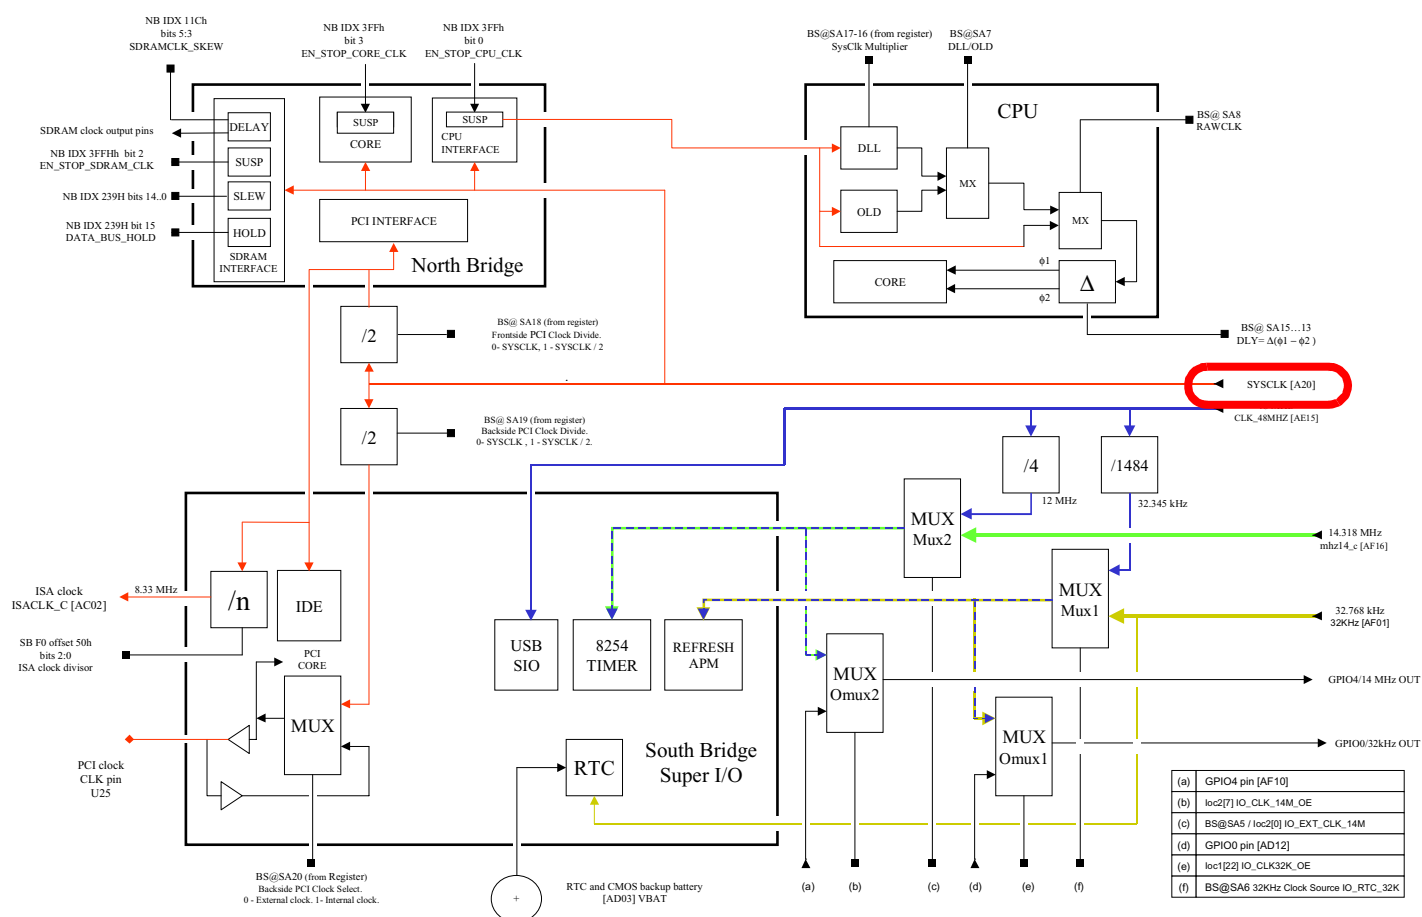 NB IDX 11Ch
bits 5:3
SDRAMCLK_SKEW
NB IDX 3FFh
bit 3
EN_STOP_CORE_CLK
NB IDX 3FFh
bit 0
EN_STOP_CPU_CLK
BS@SA17-16 (from register)
SysClk Multiplier
BS@SA7
DLL/OLD
SDRAM clock output pins
NB IDX 3FFHh bit 2
EN_STOP_SDRAM_CLK
NB IDX 239H bits 14..0
NB IDX 239H bit 15
DATA_BUS_HOLD
DELAY
SUSP
SLEW
HOLD
SDRAM
INTERFACE
SUSP
CORE
SUSP
CPU
INTERFACE
PCI INTERFACE
North Bridge
CPU
DLL
OLD
MX
MX
CORE
ϕ1
ϕ2
Δ
BS@ SA8
RAWCLK
BS@ SA15…13
DLY= Δ(ϕ1 – ϕ2 )
/2
BS@ SA18 (from register)
Frontside PCI Clock Divide.
0- SYSCLK, 1 - SYSCLK / 2
/2
BS@ SA19 (from register)
Backside PCI Clock Divide.
0- SYSCLK , 1 - SYSCLK / 2.
SYSCLK [A20]
CLK_48MHZ [AE15]
/4
/1484
12 MHz
32.345 kHz
MUX
Mux2
14.318 MHz
mhz14_c [AF16]
MUX
Mux1
32.768 kHz
32KHz [AF01]
ISA clock
ISACLK_C [AC02]
8.33 MHz
/n
IDE
SB F0 offset 50h
bits 2:0
ISA clock divisor
PCI
CORE
MUX
PCI clock
CLK pin
U25
USB
SIO
8254
TIMER
REFRESH
APM
MUX
Omux2
GPIO4/14 MHz OUT
MUX
Omux1
GPIO0/32kHz OUT
South Bridge
Super I/O
RTC
BS@SA20 (from Register)
Backside PCI Clock Select.
0 - External clock. 1- Internal clock.
+
RTC and CMOS backup battery
[AD03] VBAT
(a)
(b)
(c)
(d)
(e)
(f)
(a) GPIO4 pin [AF10]
(b) Ioc2[7] IO_CLK_14M_OE
(c) BS@SA5 / Ioc2[0] IO_EXT_CLK_14M
(d) GPIO0 pin [AD12]
(e) Ioc1[22] IO_CLK32K_OE
(f) BS@SA6 32KHz Clock Source IO_RTC_32K